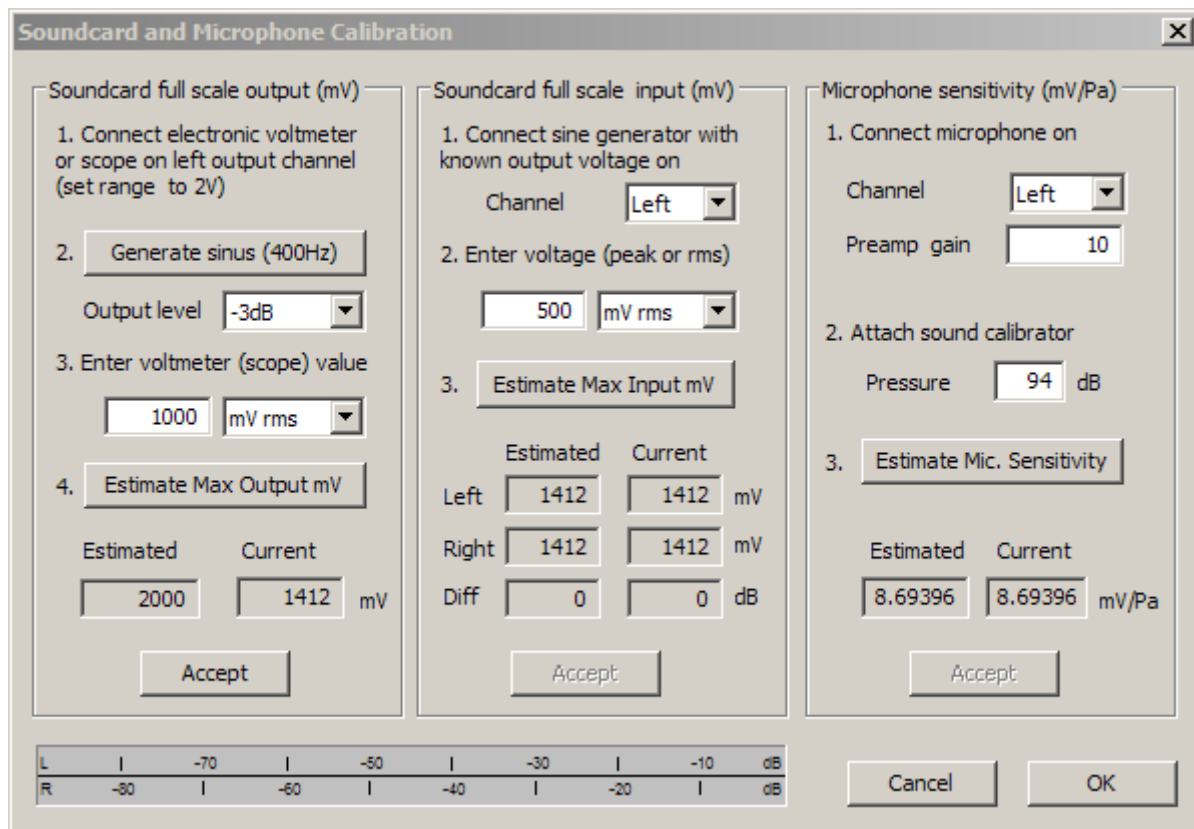 Soundcard and Microphone Calibration
Soundcard full scale output (mV)
1. Connect electronic voltmeter
or scope on left output channel
(set range to 2V)
2. Generate sinus (400Hz)
Output level -3dB
3. Enter voltmeter (scope) value
1000 mV rms
4. Estimate Max Output mV
Estimated Current
2000 1412 mV
Accept
Soundcard full scale input (mV)
1. Connect sine generator with
known output voltage on
Channel Left
2. Enter voltage (peak or rms)
500 mV rms
3. Estimate Max Input mV
Estimated Current
Left 1412 1412 mV
Right 1412 1412 mV
Diff 0 0 dB
Accept
Microphone sensitivity (mV/Pa)
1. Connect microphone on
Channel Left
Preamp gain 10
2. Attach sound calibrator
Pressure 94 dB
3. Estimate Mic. Sensitivity
Estimated Current
8.69396 8.69396 mV/Pa
Accept
L -70 -50 -30 -10 dB
R -80 -60 -40 -20 dB
Cancel OK